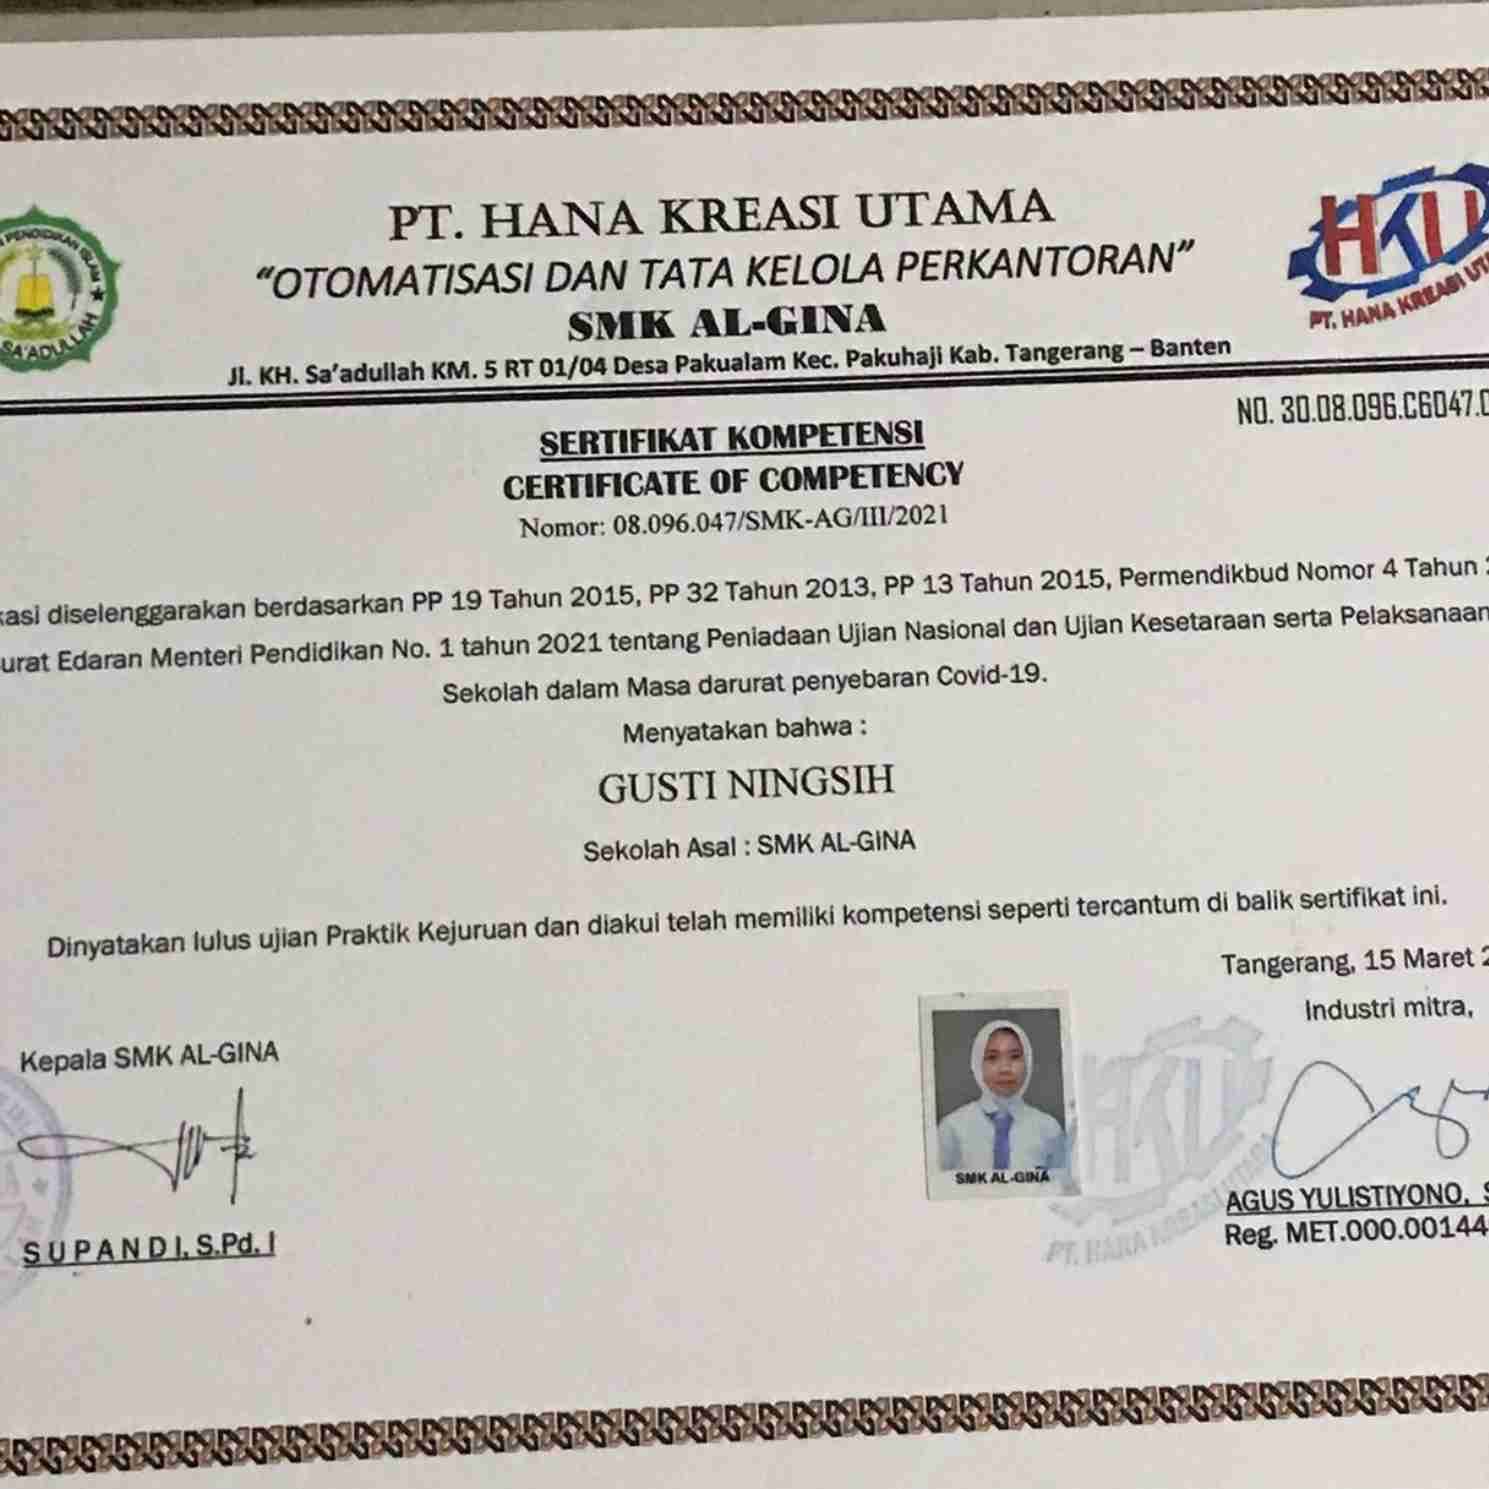 PT. HANA KREASI UTAMA
"OTOMATISASI DAN TATA KELOLA PERKANTORAN"
SMK AL-GINA
Jl. KH. Sa'adullah KM. 5 RT 01/04 Desa Pakualam Kec. Pakuhaji Kab. Tangerang – Banten
PENDIDIKAN ISLAM
SA'ADULLAH
HKU
PT. HANA KREASI
NO. 30.08.096.C6047.
SERTIFIKAT KOMPETENSI
CERTIFICATE OF COMPETENCY
Nomor: 08.096.047/SMK-AG/III/2021
kasi diselenggarakan berdasarkan PP 19 Tahun 2015, PP 32 Tahun 2013, PP 13 Tahun 2015, Permendikbud Nomor 4 Tahun
urat Edaran Menteri Pendidikan No. 1 tahun 2021 tentang Peniadaan Ujian Nasional dan Ujian Kesetaraan serta Pelaksanaan
Sekolah dalam Masa darurat penyebaran Covid-19.
Menyatakan bahwa :
GUSTI NINGSIH
Sekolah Asal : SMK AL-GINA
Dinyatakan lulus ujian Praktik Kejuruan dan diakui telah memiliki kompetensi seperti tercantum di balik sertifikat ini.
Tangerang, 15 Maret
Industri mitra,
Kepala SMK AL-GINA
SMK AL-GINA
HKU
PT. HANA KREASI UTAMA
SUPANDI, S.Pd. I
AGUS YULISTIYONO,
Reg. MET.000.00144